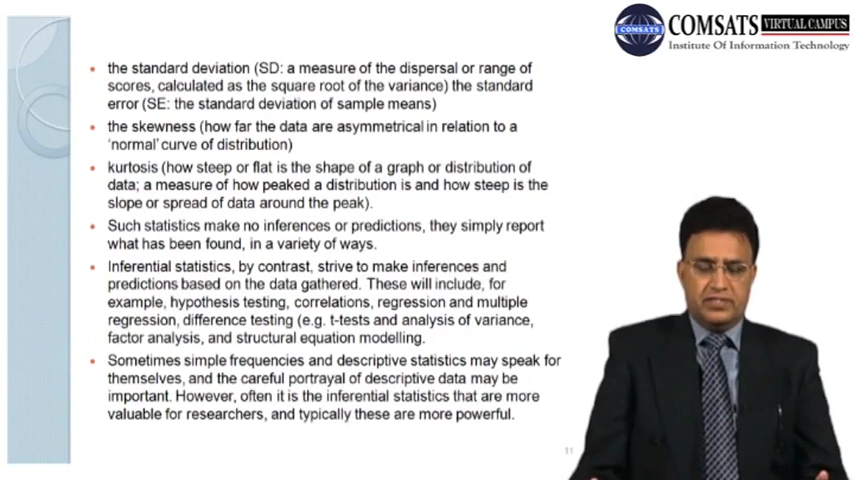 COMSATS VIRTUAL CAMPUS
COMSATS
Institute Of Information Technology
• the standard deviation (SD: a measure of the dispersal or range of
scores, calculated as the square root of the variance) the standard
error (SE: the standard deviation of sample means)
• the skewness (how far the data are asymmetrical in relation to a
‘normal’ curve of distribution)
• kurtosis (how steep or flat is the shape of a graph or distribution of
data; a measure of how peaked a distribution is and how steep is the
slope or spread of data around the peak).
• Such statistics make no inferences or predictions, they simply report
what has been found, in a variety of ways.
• Inferential statistics, by contrast, strive to make inferences and
predictions based on the data gathered. These will include, for
example, hypothesis testing, correlations, regression and multiple
regression, difference testing (e.g. t-tests and analysis of variance,
factor analysis, and structural equation modelling.
• Sometimes simple frequencies and descriptive statistics may speak for
themselves, and the careful portrayal of descriptive data may be
important. However, often it is the inferential statistics that are more
valuable for researchers, and typically these are more powerful.
11